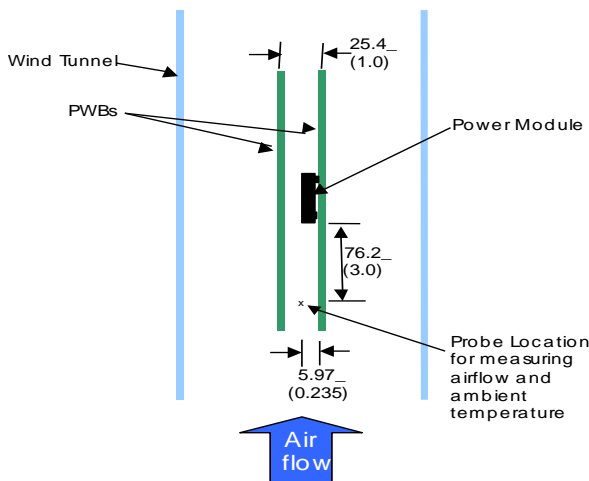 25.4_
(1.0)
Wind Tunnel
PWBs
Power Module
76.2_
(3.0)
x
Probe Location
for measuring
airflow and
ambient
temperature
5.97_
(0.235)
Air
flow